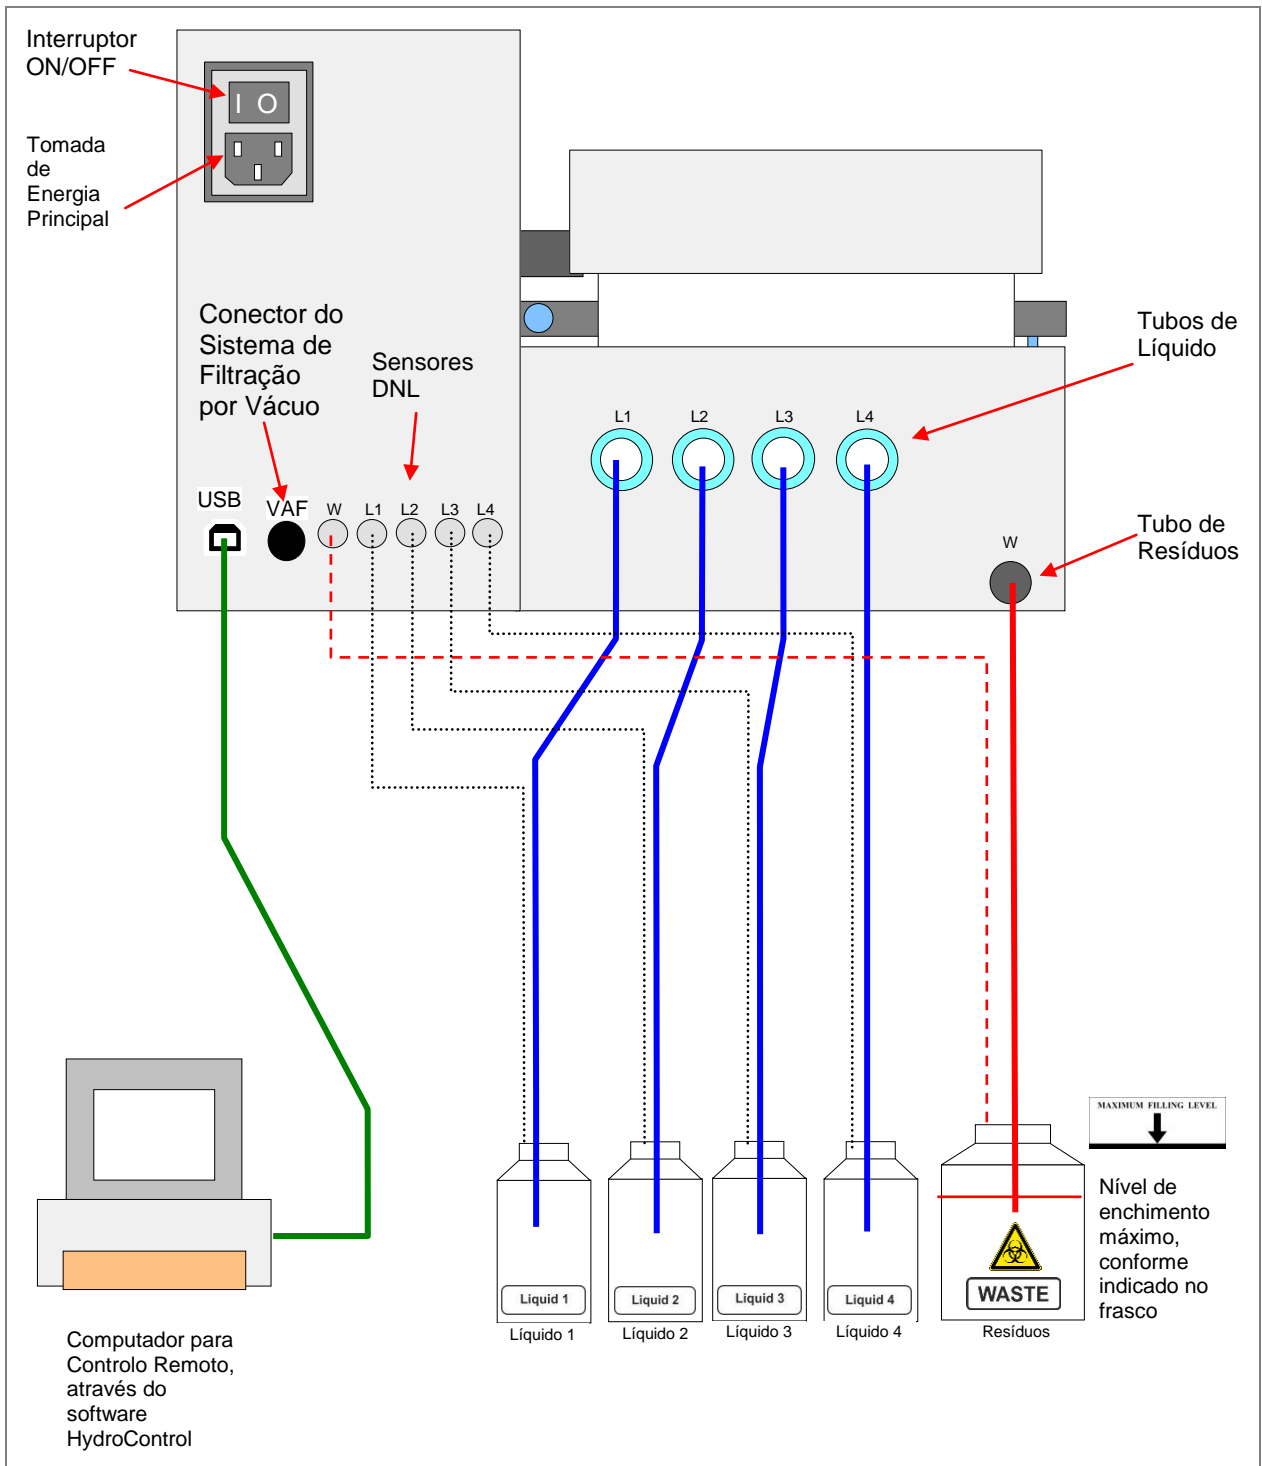 Interruptor
ON/OFF
I O
Tomada
de
Energia
Principal
Conector do
Sistema de
Filtração
por Vácuo
Sensores
DNL
Tubos de
Líquido
L1 L2 L3 L4
USB
VAF
W L1 L2 L3 L4
Tubo de
Resíduos
W
MAXIMUM FILLING LEVEL
Nível de
enchimento
máximo,
conforme
indicado no
frasco
Liquid 1
Liquid 2
Liquid 3
Liquid 4
WASTE
Líquido 1
Líquido 2
Líquido 3
Líquido 4
Resíduos
Computador para
Controlo Remoto,
através do
software
HydroControl